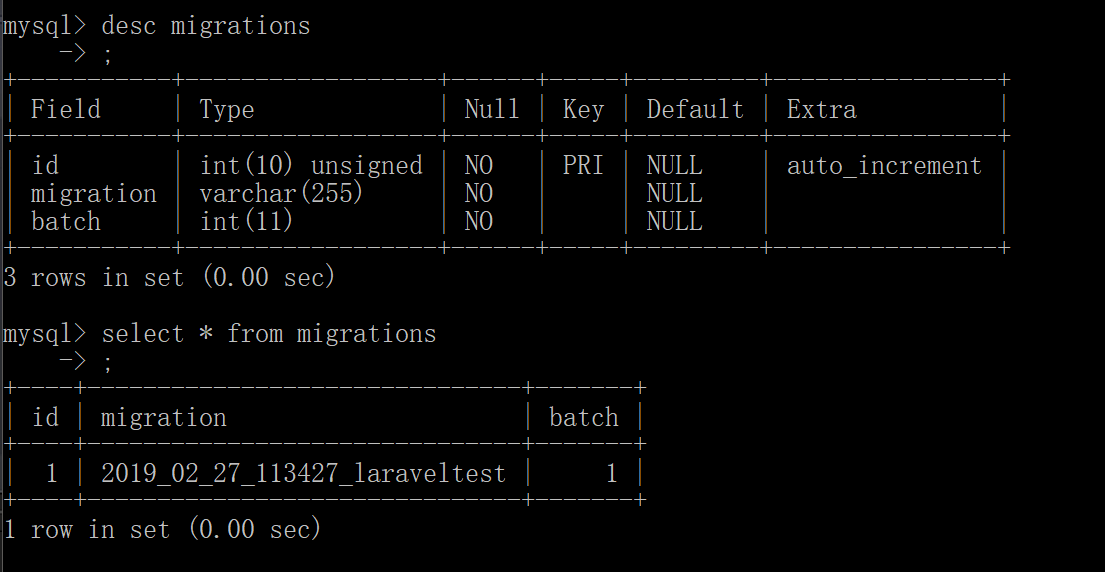 mysql> desc migrations
    -> ;
+-----------+------------------+------+-----+---------+----------------+
| Field     | Type             | Null | Key | Default | Extra          |
+-----------+------------------+------+-----+---------+----------------+
| id        | int(10) unsigned | NO   | PRI | NULL    | auto_increment |
| migration | varchar(255)     | NO   |     | NULL    |                |
| batch     | int(11)          | NO   |     | NULL    |                |
+-----------+------------------+------+-----+---------+----------------+
3 rows in set (0.00 sec)
mysql> select * from migrations
    -> ;
+----+-------------------------------+-------+
| id | migration                     | batch |
+----+-------------------------------+-------+
|  1 | 2019_02_27_113427_laraveltest |     1 |
+----+-------------------------------+-------+
1 row in set (0.00 sec)